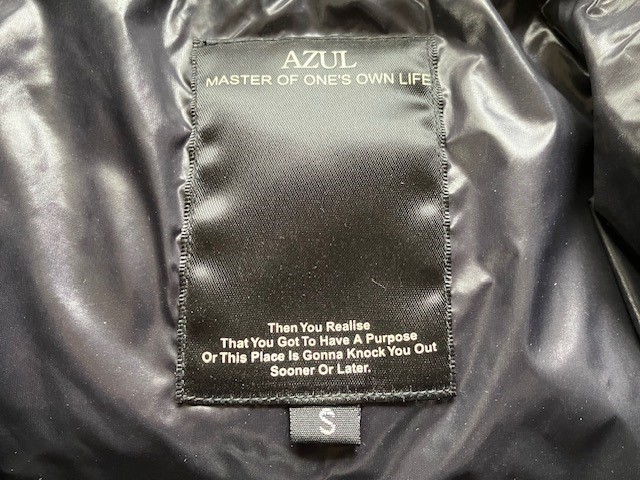 AZUL
MASTER OF ONE'S OWN LIFE
Then You Realise
That You Got To Have A Purpose
Or This Place Is Gonna Knock You Out
Sooner Or Later.
S